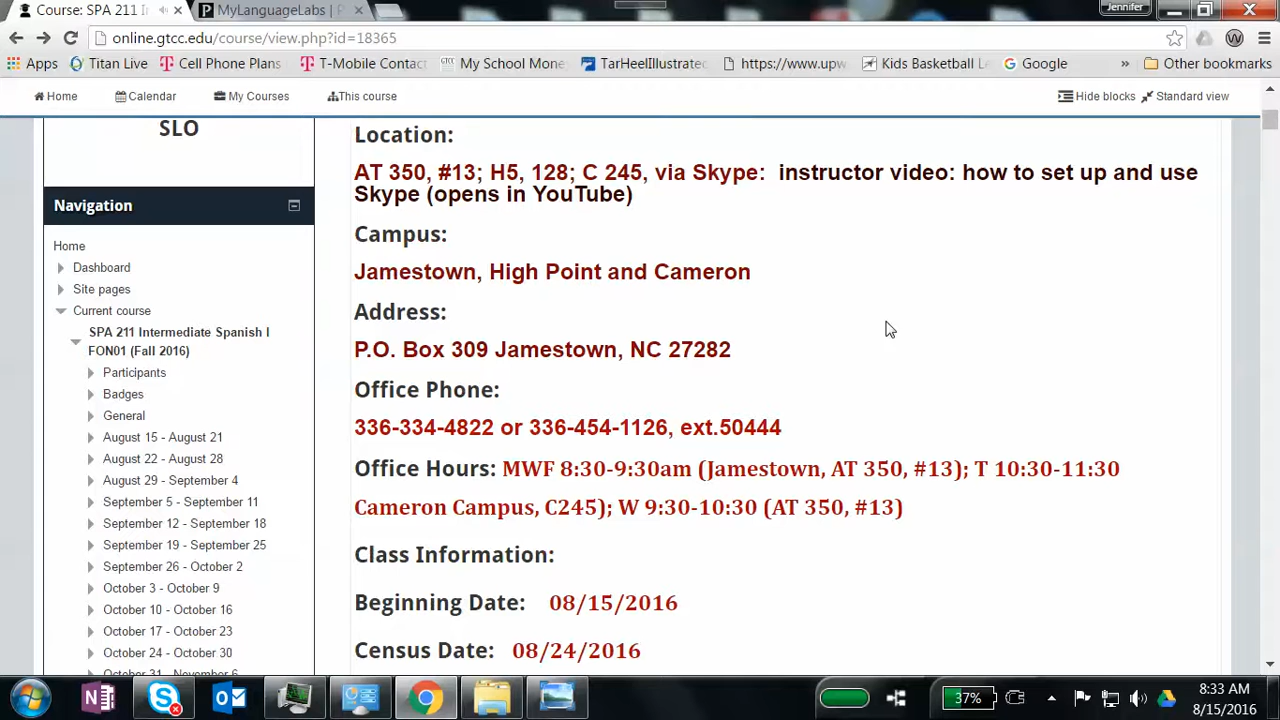 Course: SPA 211 I
MyLanguageLabs | P
Jennifer
online.gtcc.edu/course/view.php?id=18365
Apps
Titan Live
Cell Phone Plans
T-Mobile Contac
GTCC
My School Mone
TarHeelIllustrate
https://www.upw
Kids Basketball Le
Google
»
Other bookmarks
Home
Calendar
My Courses
This course
Hide blocks
Standard view
SLO
Navigation
Home
Dashboard
Site pages
Current course
SPA 211 Intermediate Spanish I
FON01 (Fall 2016)
Participants
Badges
General
August 15 - August 21
August 22 - August 28
August 29 - September 4
September 5 - September 11
September 12 - September 18
September 19 - September 25
September 26 - October 2
October 3 - October 9
October 10 - October 16
October 17 - October 23
October 24 - October 30
October 31 - November 6
Location:
AT 350, #13; H5, 128; C 245, via Skype: instructor video: how to set up and use
Skype (opens in YouTube)
Campus:
Jamestown, High Point and Cameron
Address:
P.O. Box 309 Jamestown, NC 27282
Office Phone:
336-334-4822 or 336-454-1126, ext.50444
Office Hours: MWF 8:30-9:30am (Jamestown, AT 350, #13); T 10:30-11:30
Cameron Campus, C245); W 9:30-10:30 (AT 350, #13)
Class Information:
Beginning Date: 08/15/2016
Census Date: 08/24/2016
37%
8:33 AM
8/15/2016